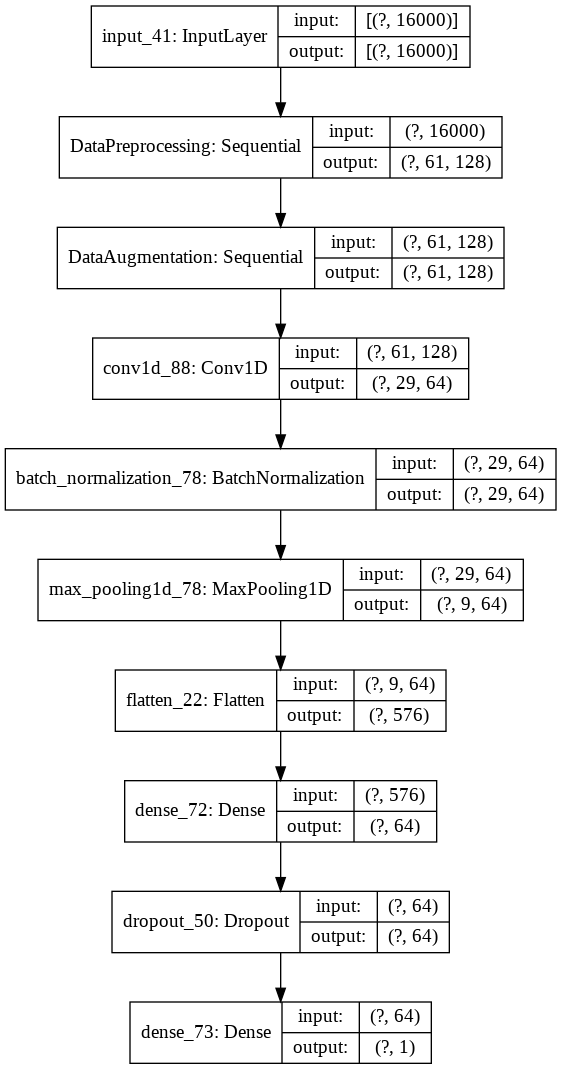 input_41: InputLayer
input: [(?, 16000)]
output: [(?, 16000)]
DataPreprocessing: Sequential
input: (?, 16000)
output: (?, 61, 128)
DataAugmentation: Sequential
input: (?, 61, 128)
output: (?, 61, 128)
conv1d_88: Conv1D
input: (?, 61, 128)
output: (?, 29, 64)
batch_normalization_78: BatchNormalization
input: (?, 29, 64)
output: (?, 29, 64)
max_pooling1d_78: MaxPooling1D
input: (?, 29, 64)
output: (?, 9, 64)
flatten_22: Flatten
input: (?, 9, 64)
output: (?, 576)
dense_72: Dense
input: (?, 576)
output: (?, 64)
dropout_50: Dropout
input: (?, 64)
output: (?, 64)
dense_73: Dense
input: (?, 64)
output: (?, 1)